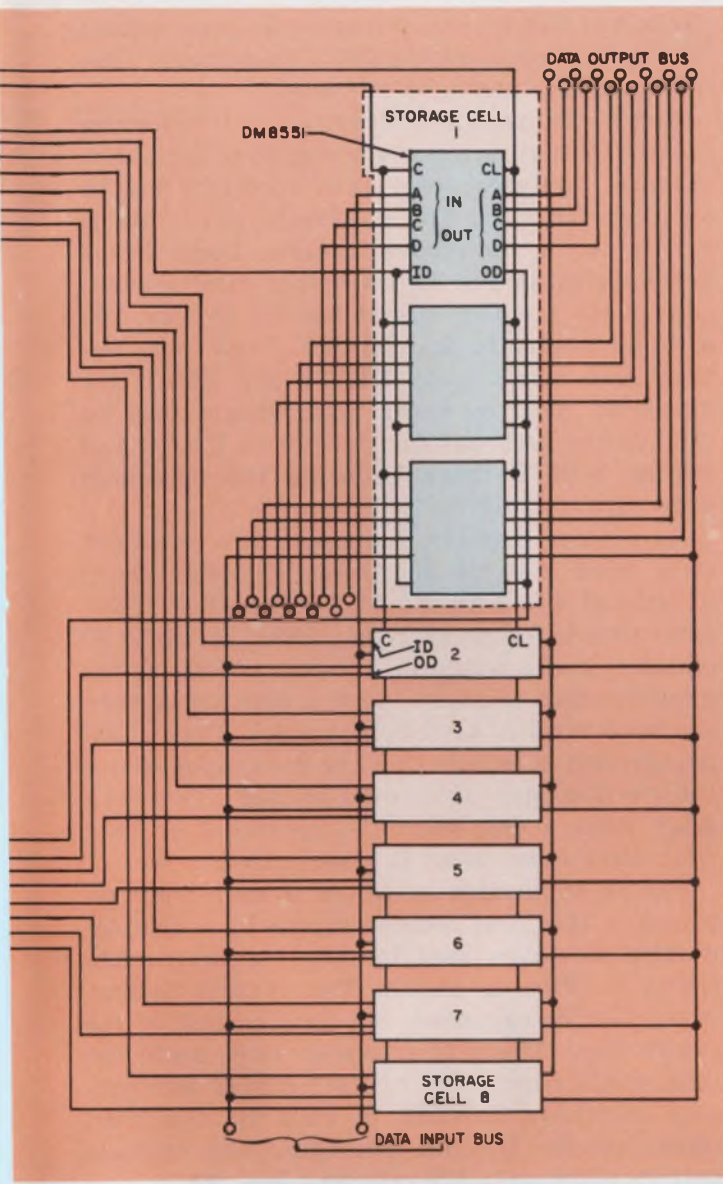 DATA OUTPUT BUS
STORAGE CELL
1
DM8551
C CL
A A
B IN B
C C
D OUT D
ID OD
C ID CL
OD 2
3
4
5
6
7
STORAGE
CELL 8
DATA INPUT BUS